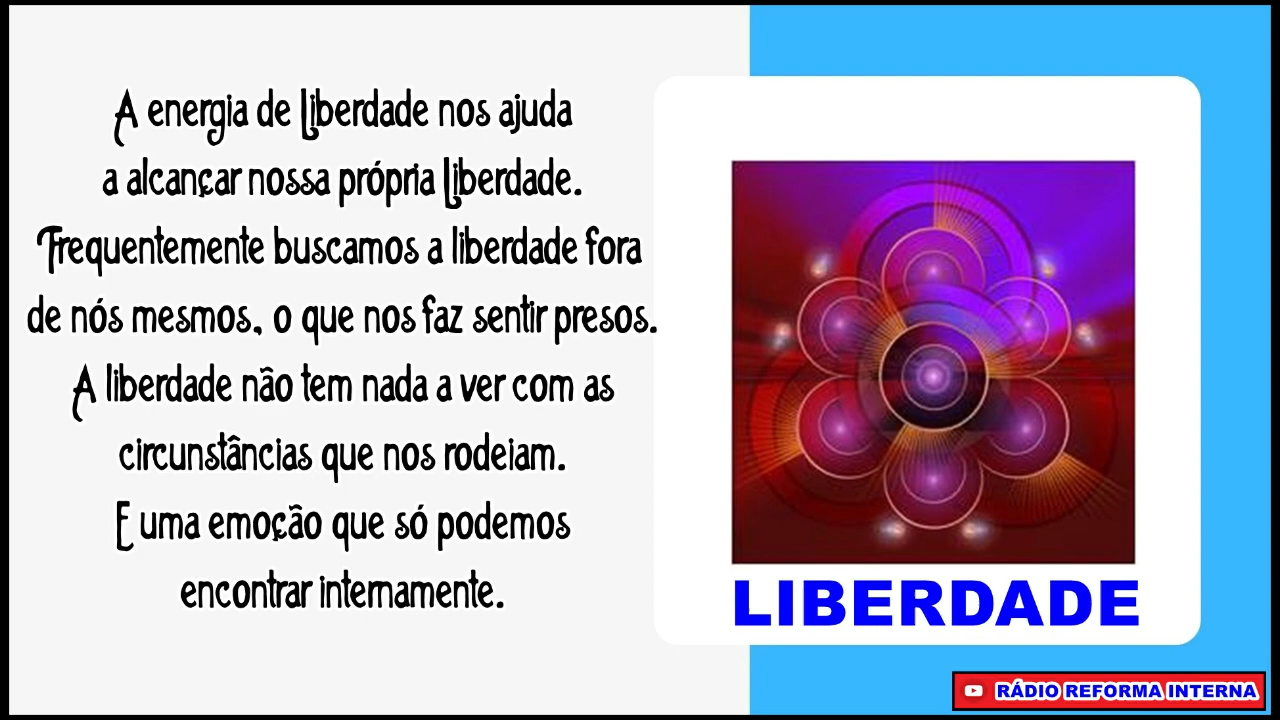 A energia de Liberdade nos ajuda
a alcançar nossa própria Liberdade.
Frequentemente buscamos a liberdade fora
de nós mesmos, o que nos faz sentir presos.
A liberdade não tem nada a ver com as
circunstâncias que nos rodeiam.
E uma emoção que só podemos
encontrar internamente.
LIBERDADE
RÁDIO REFORMA INTERNA